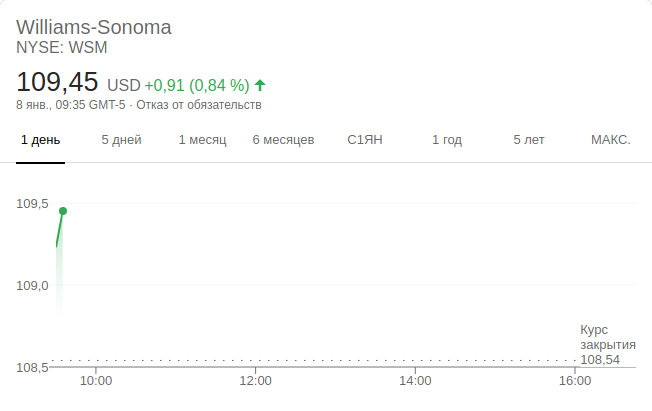 Williams-Sonoma
NYSE: WSM
109,45 USD +0,91 (0,84 %)
8 янв., 09:35 GMT-5 · Отказ от обязательств
1 день 5 дней 1 месяц 6 месяцев С1ЯН 1 год 5 лет МАКС.
109,5
109,0
Курс
закрытия
108,54
108,5
10:00 12:00 14:00 16:00